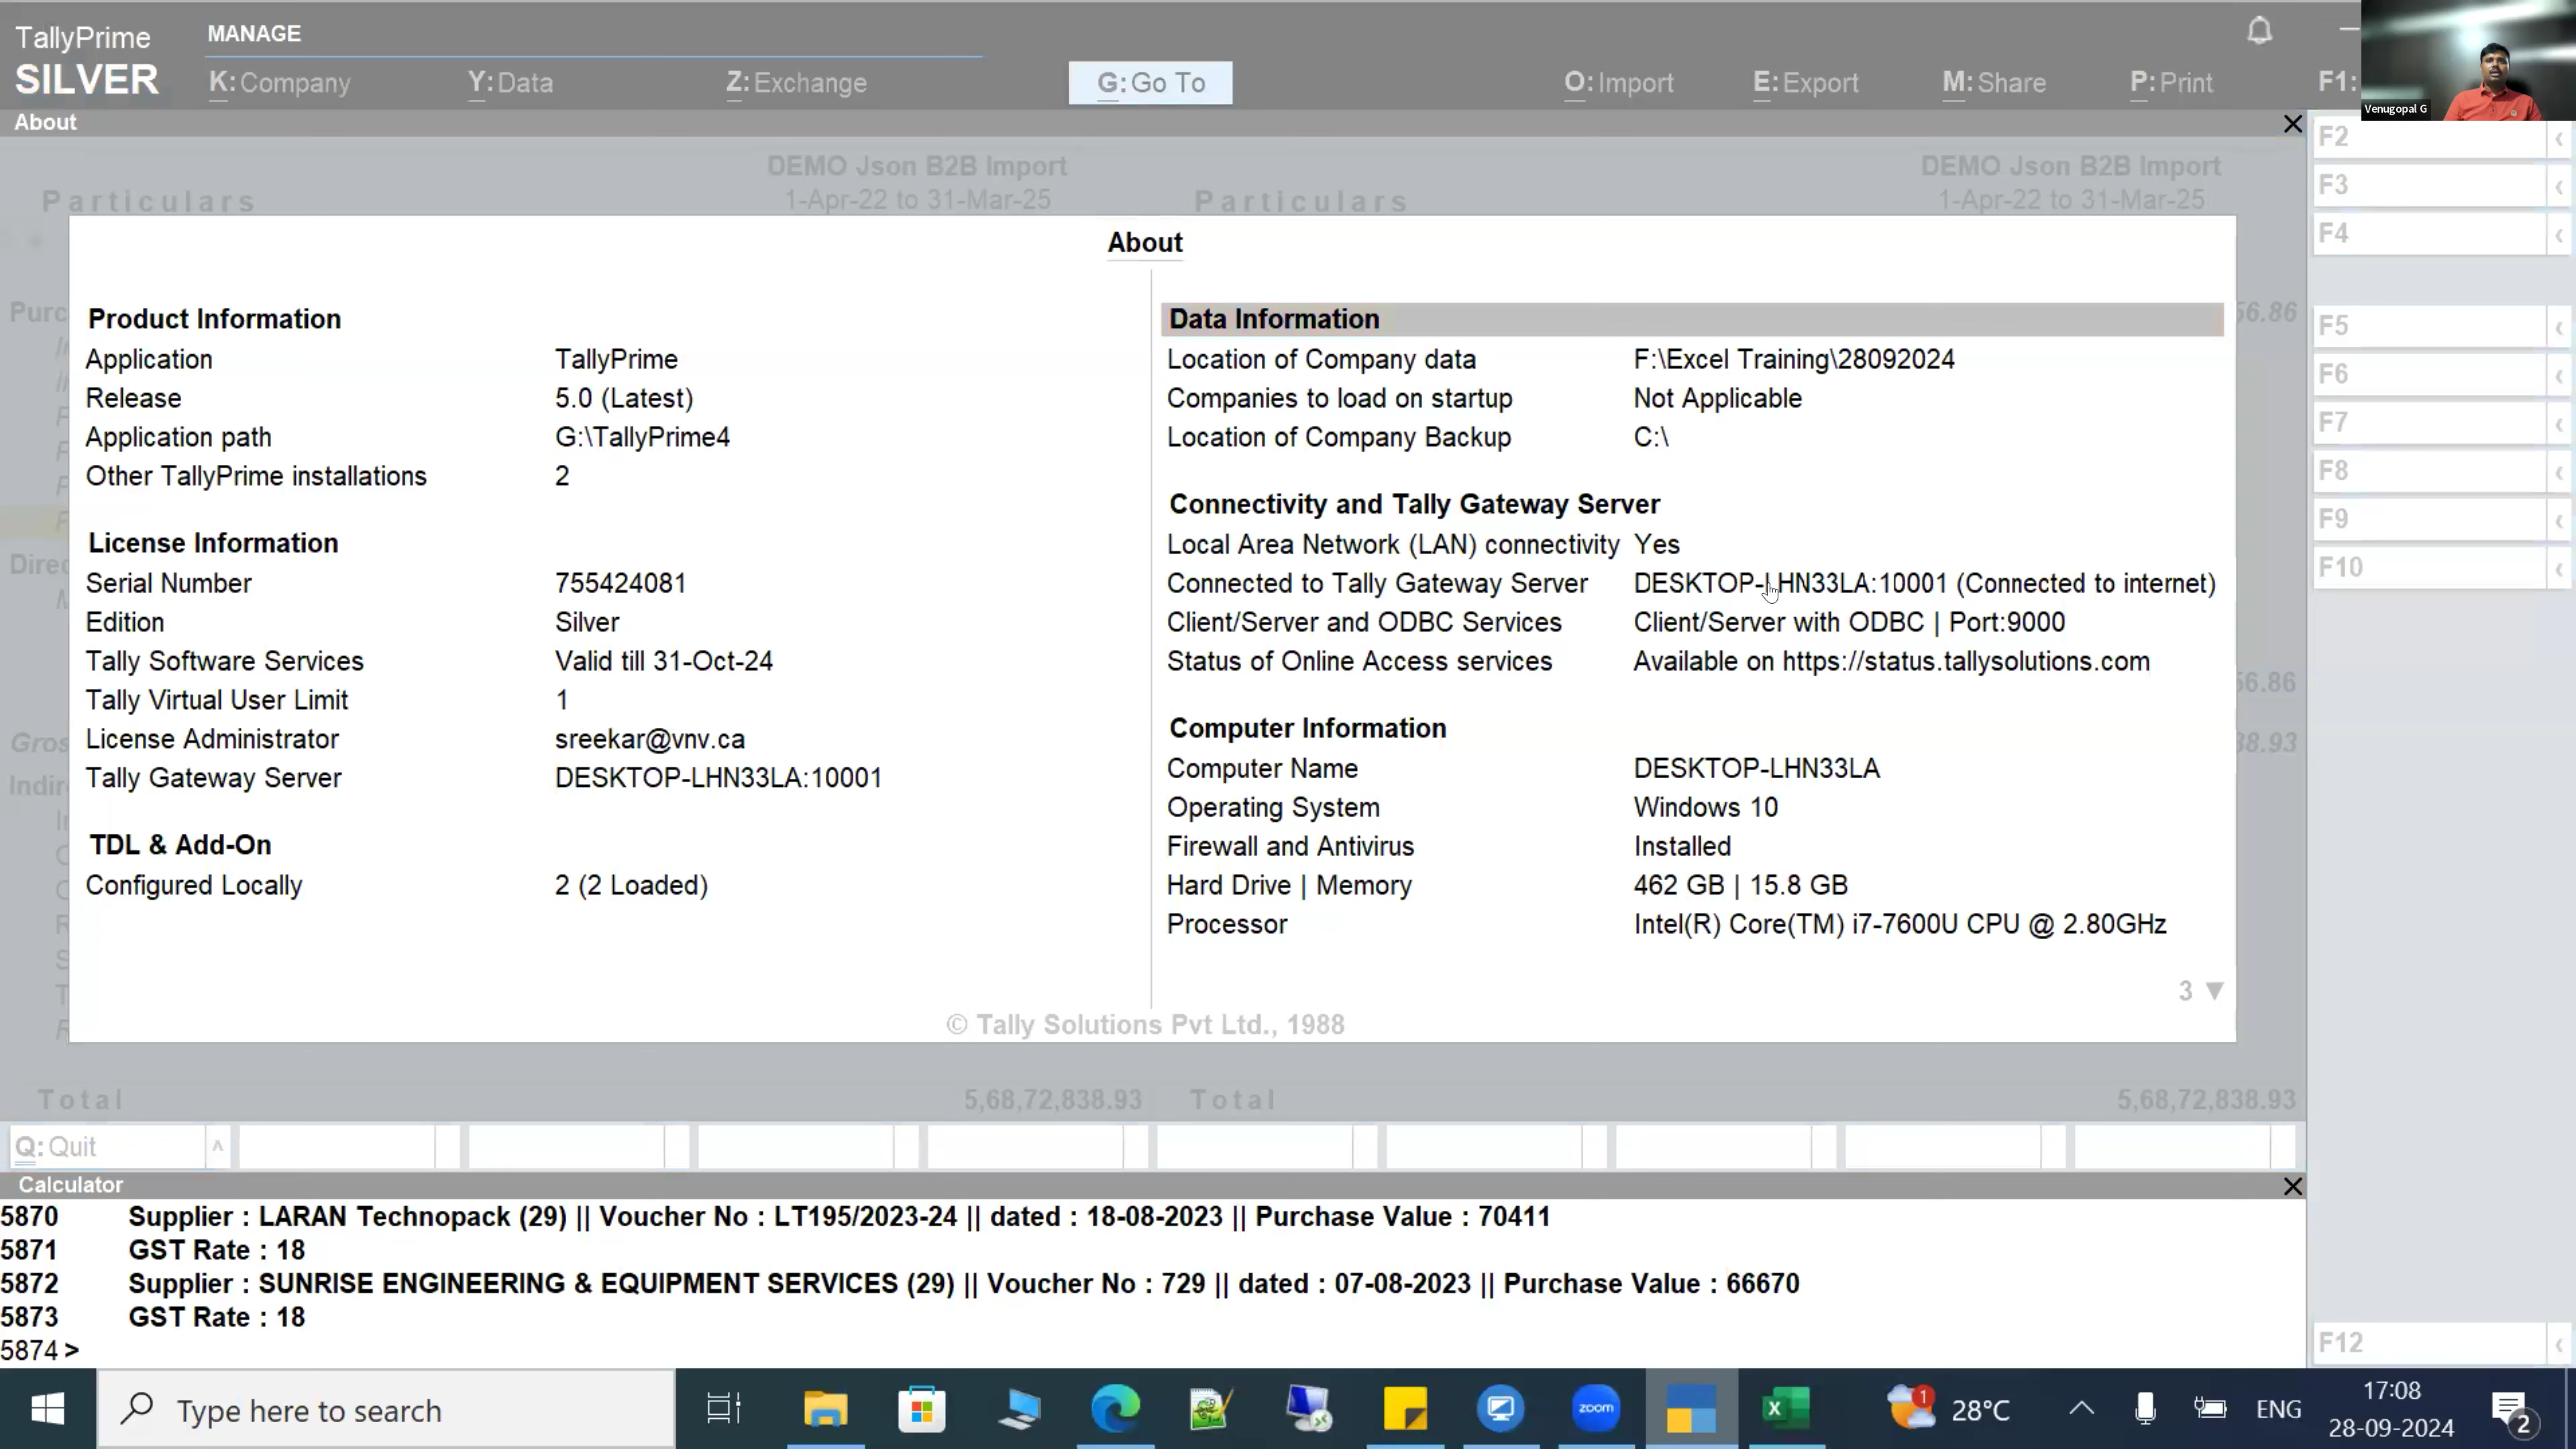 TallyPrime
SILVER
MANAGE
K: Company
Y: Data
Z: Exchange
G: Go To
O: Import
E: Export
M: Share
P: Print
F1:
Venugopal G
About
DEMO Json B2B Import
DEMO Json B2B Import
Particulars
1-Apr-22 to 31-Mar-25
Particulars
1-Apr-22 to 31-Mar-25
About
Product Information
Application TallyPrime
Release 5.0 (Latest)
Application path G:\TallyPrime4
Other TallyPrime installations 2
License Information
Serial Number 755424081
Edition Silver
Tally Software Services Valid till 31-Oct-24
Tally Virtual User Limit 1
License Administrator sreekar@vnv.ca
Tally Gateway Server DESKTOP-LHN33LA:10001
TDL & Add-On
Configured Locally 2 (2 Loaded)
Data Information
Location of Company data F:\Excel Training\28092024
Companies to load on startup Not Applicable
Location of Company Backup C:\
Connectivity and Tally Gateway Server
Local Area Network (LAN) connectivity Yes
Connected to Tally Gateway Server DESKTOP-LHN33LA:10001 (Connected to internet)
Client/Server and ODBC Services Client/Server with ODBC | Port:9000
Status of Online Access services Available on https://status.tallysolutions.com
Computer Information
Computer Name DESKTOP-LHN33LA
Operating System Windows 10
Firewall and Antivirus Installed
Hard Drive | Memory 462 GB | 15.8 GB
Processor Intel(R) Core(TM) i7-7600U CPU @ 2.80GHz
3 ▼
© Tally Solutions Pvt Ltd., 1988
Purc
Direc
Gros
Indir
56.86
56.86
38.93
Total 5,68,72,838.93 Total 5,68,72,838.93
Q: Quit
F2
F3
F4
F5
F6
F7
F8
F9
F10
F12
Calculator
5870 Supplier : LARAN Technopack (29) || Voucher No : LT195/2023-24 || dated : 18-08-2023 || Purchase Value : 70411
5871 GST Rate : 18
5872 Supplier : SUNRISE ENGINEERING & EQUIPMENT SERVICES (29) || Voucher No : 729 || dated : 07-08-2023 || Purchase Value : 66670
5873 GST Rate : 18
5874 >
Type here to search
zoom
1
28°C
ENG
17:08
28-09-2024
2